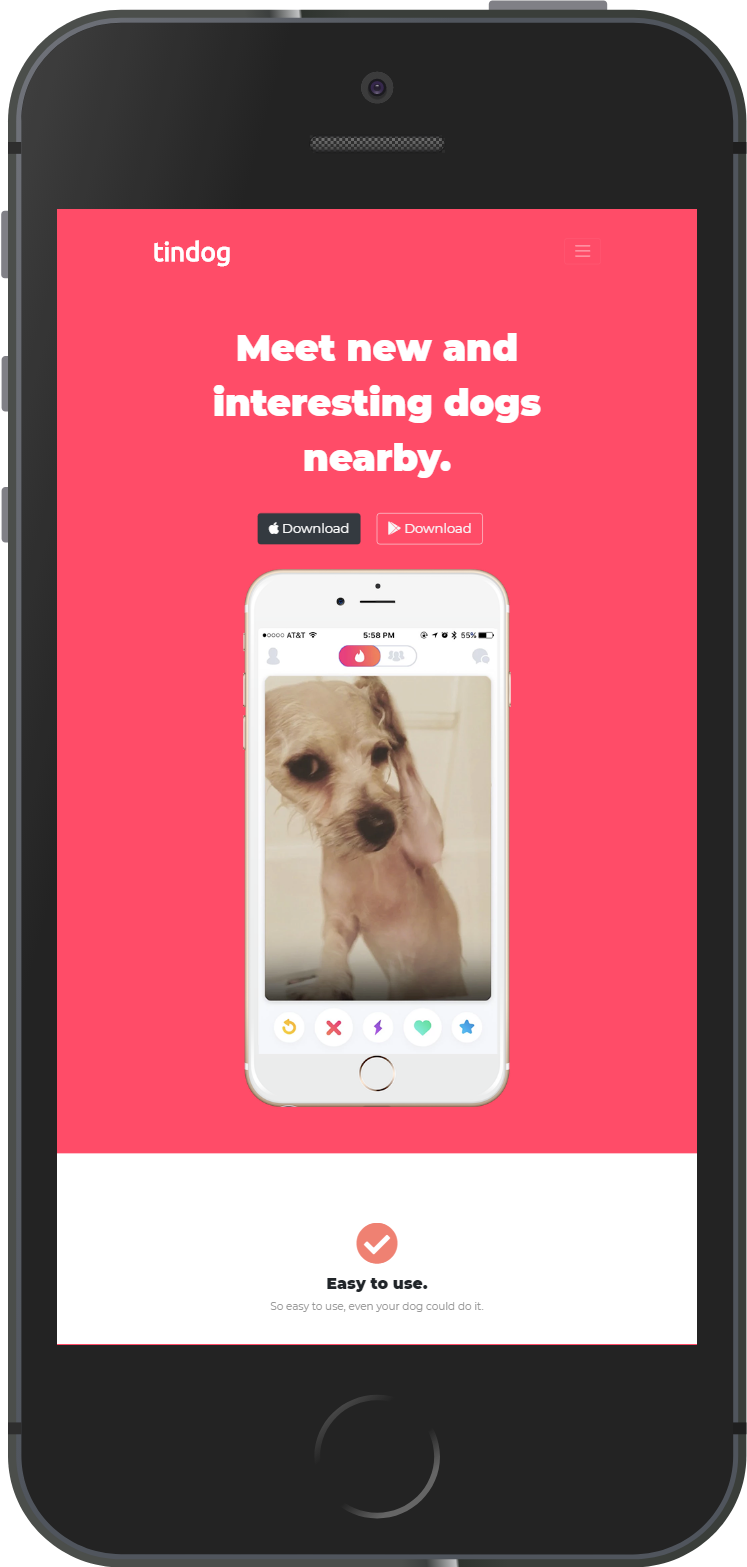 tindog
Meet new and
interesting dogs
nearby.
Download
Download
AT&T
5:58 PM
55%
Easy to use.
So easy to use, even your dog could do it.